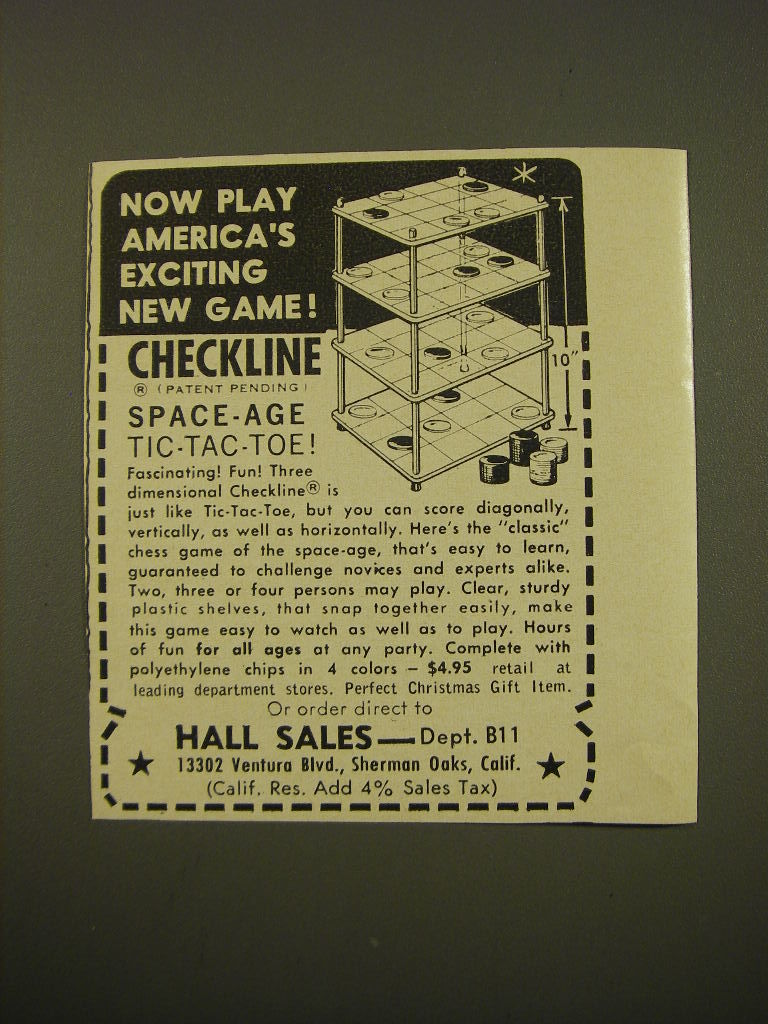 NOW PLAY
AMERICA'S
EXCITING
NEW GAME!
10"
CHECKLINE
® (PATENT PENDING)
SPACE-AGE
TIC-TAC-TOE!
Fascinating! Fun! Three
dimensional Checkline® is
just like Tic-Tac-Toe, but you can score diagonally,
vertically, as well as horizontally. Here's the "classic"
chess game of the space-age, that's easy to learn,
guaranteed to challenge novices and experts alike.
Two, three or four persons may play. Clear, sturdy
plastic shelves, that snap together easily, make
this game easy to watch as well as to play. Hours
of fun for all ages at any party. Complete with
polyethylene chips in 4 colors – $4.95 retail at
leading department stores. Perfect Christmas Gift Item.
Or order direct to
HALL SALES — Dept. B11
★ 13302 Ventura Blvd., Sherman Oaks, Calif. ★
(Calif. Res. Add 4% Sales Tax)